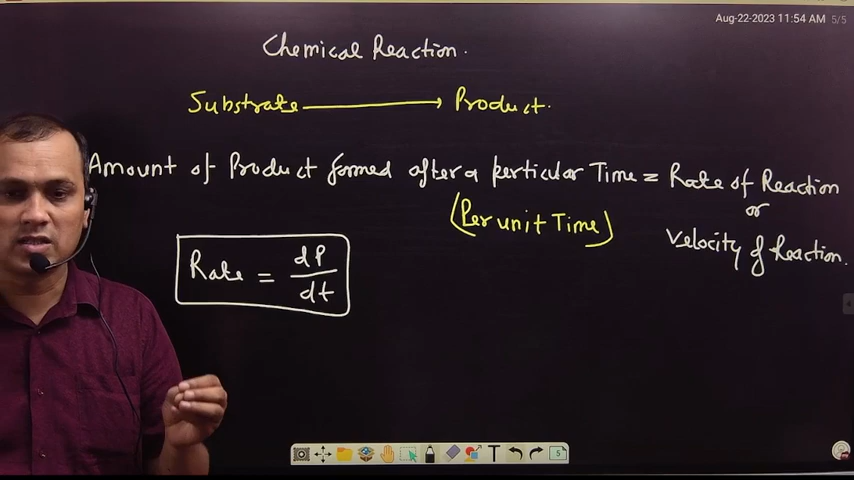 Aug-22-2023 11:54 AM 5/5
Chemical Reaction.
Substrate → Product.
Amount of Product formed after a perticular Time = Rate of Reaction
(Per unit Time)
or
Velocity of Reaction.
Rate = dP/dt
T
S